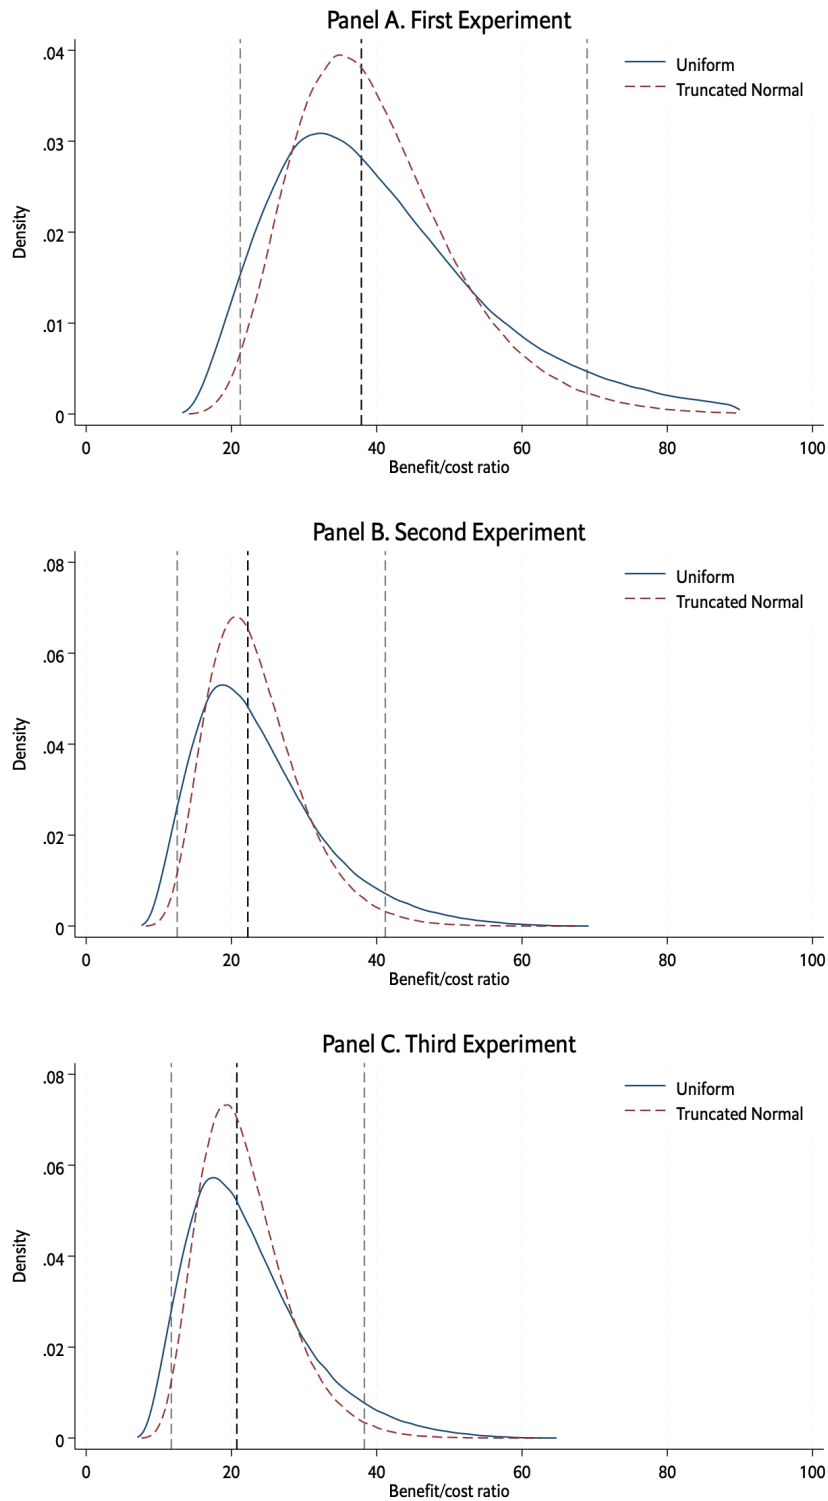 Panel A. First Experiment
Uniform
Truncated Normal
Density
.04
.03
.02
.01
0
0 20 40 60 80 100
Benefit/cost ratio
Panel B. Second Experiment
Uniform
Truncated Normal
Density
.08
.06
.04
.02
0
0 20 40 60 80 100
Benefit/cost ratio
Panel C. Third Experiment
Uniform
Truncated Normal
Density
.08
.06
.04
.02
0
0 20 40 60 80 100
Benefit/cost ratio